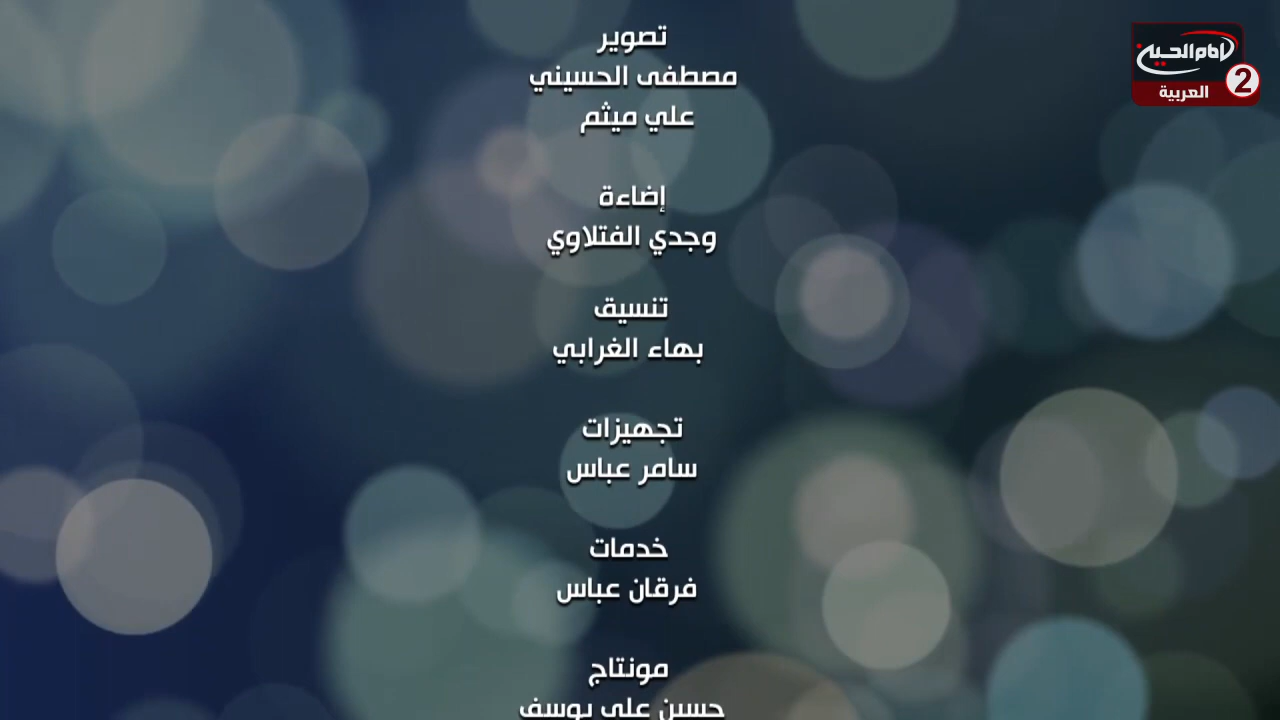 تصوير
مصطفى الحسيني
علي ميثم
إضاءة
وجدي الفتلاوي
تنسيق
بهاء الغرابي
تجهيزات
سامر عباس
خدمات
فرقان عباس
مونتاج
حسين علي يوسف
الإمام الحسين
العربية 2